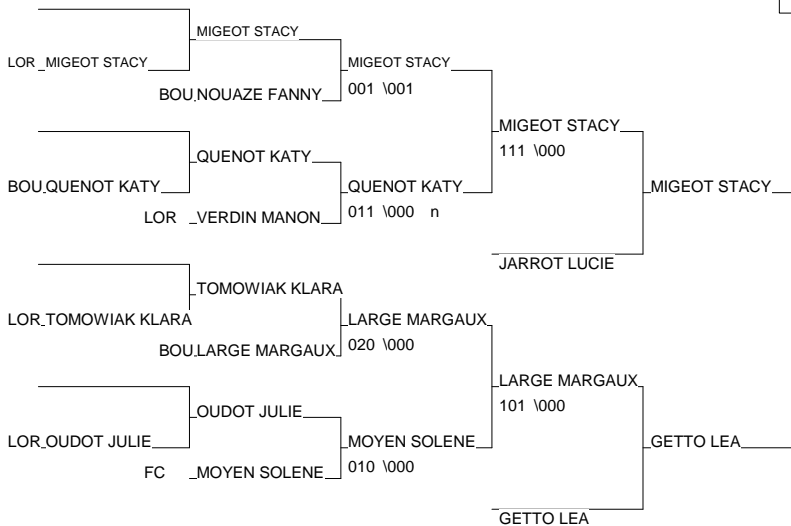 MIGEOT STACY
LOR MIGEOT STACY MIGEOT STACY
BOU NOUAZE FANNY 001 \001
MIGEOT STACY
111 \000
QUENOT KATY
BOU QUENOT KATY QUENOT KATY MIGEOT STACY
LOR VERDIN MANON 011 \000 n
JARROT LUCIE
TOMOWIAK KLARA
LOR TOMOWIAK KLARA LARGE MARGAUX
BOU LARGE MARGAUX 020 \000
LARGE MARGAUX
101 \000
OUDOT JULIE
LOR OUDOT JULIE MOYEN SOLENE GETTO LEA
FC MOYEN SOLENE 010 \000
GETTO LEA